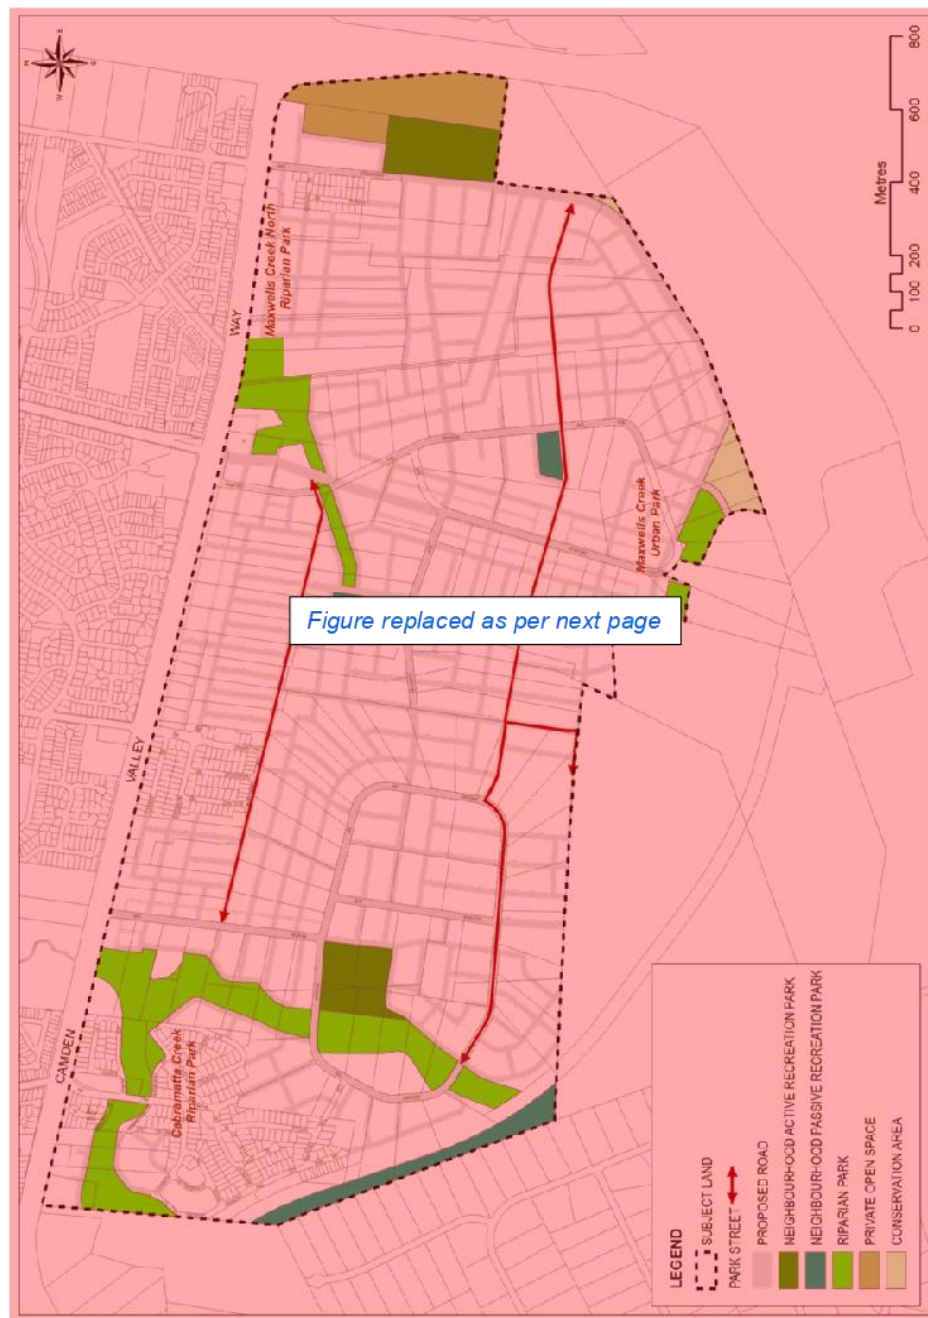 Figure replaced as per next page
CAMDEN
VALLEY
WAY
Maxwells Creek North
Riparian Park
Maxwells Creek
Urban Park
Cabramatta Creek
Riparian Park
Metres
0 100 200 400 600 800
LEGEND
SUBJECT LAND
PARK STREET
PROPOSED ROAD
NEIGHBOURHOOD ACTIVE RECREATION PARK
NEIGHBOURHOOD PASSIVE RECREATION PARK
RIPARIAN PARK
PRIVATE OPEN SPACE
CONSERVATION AREA